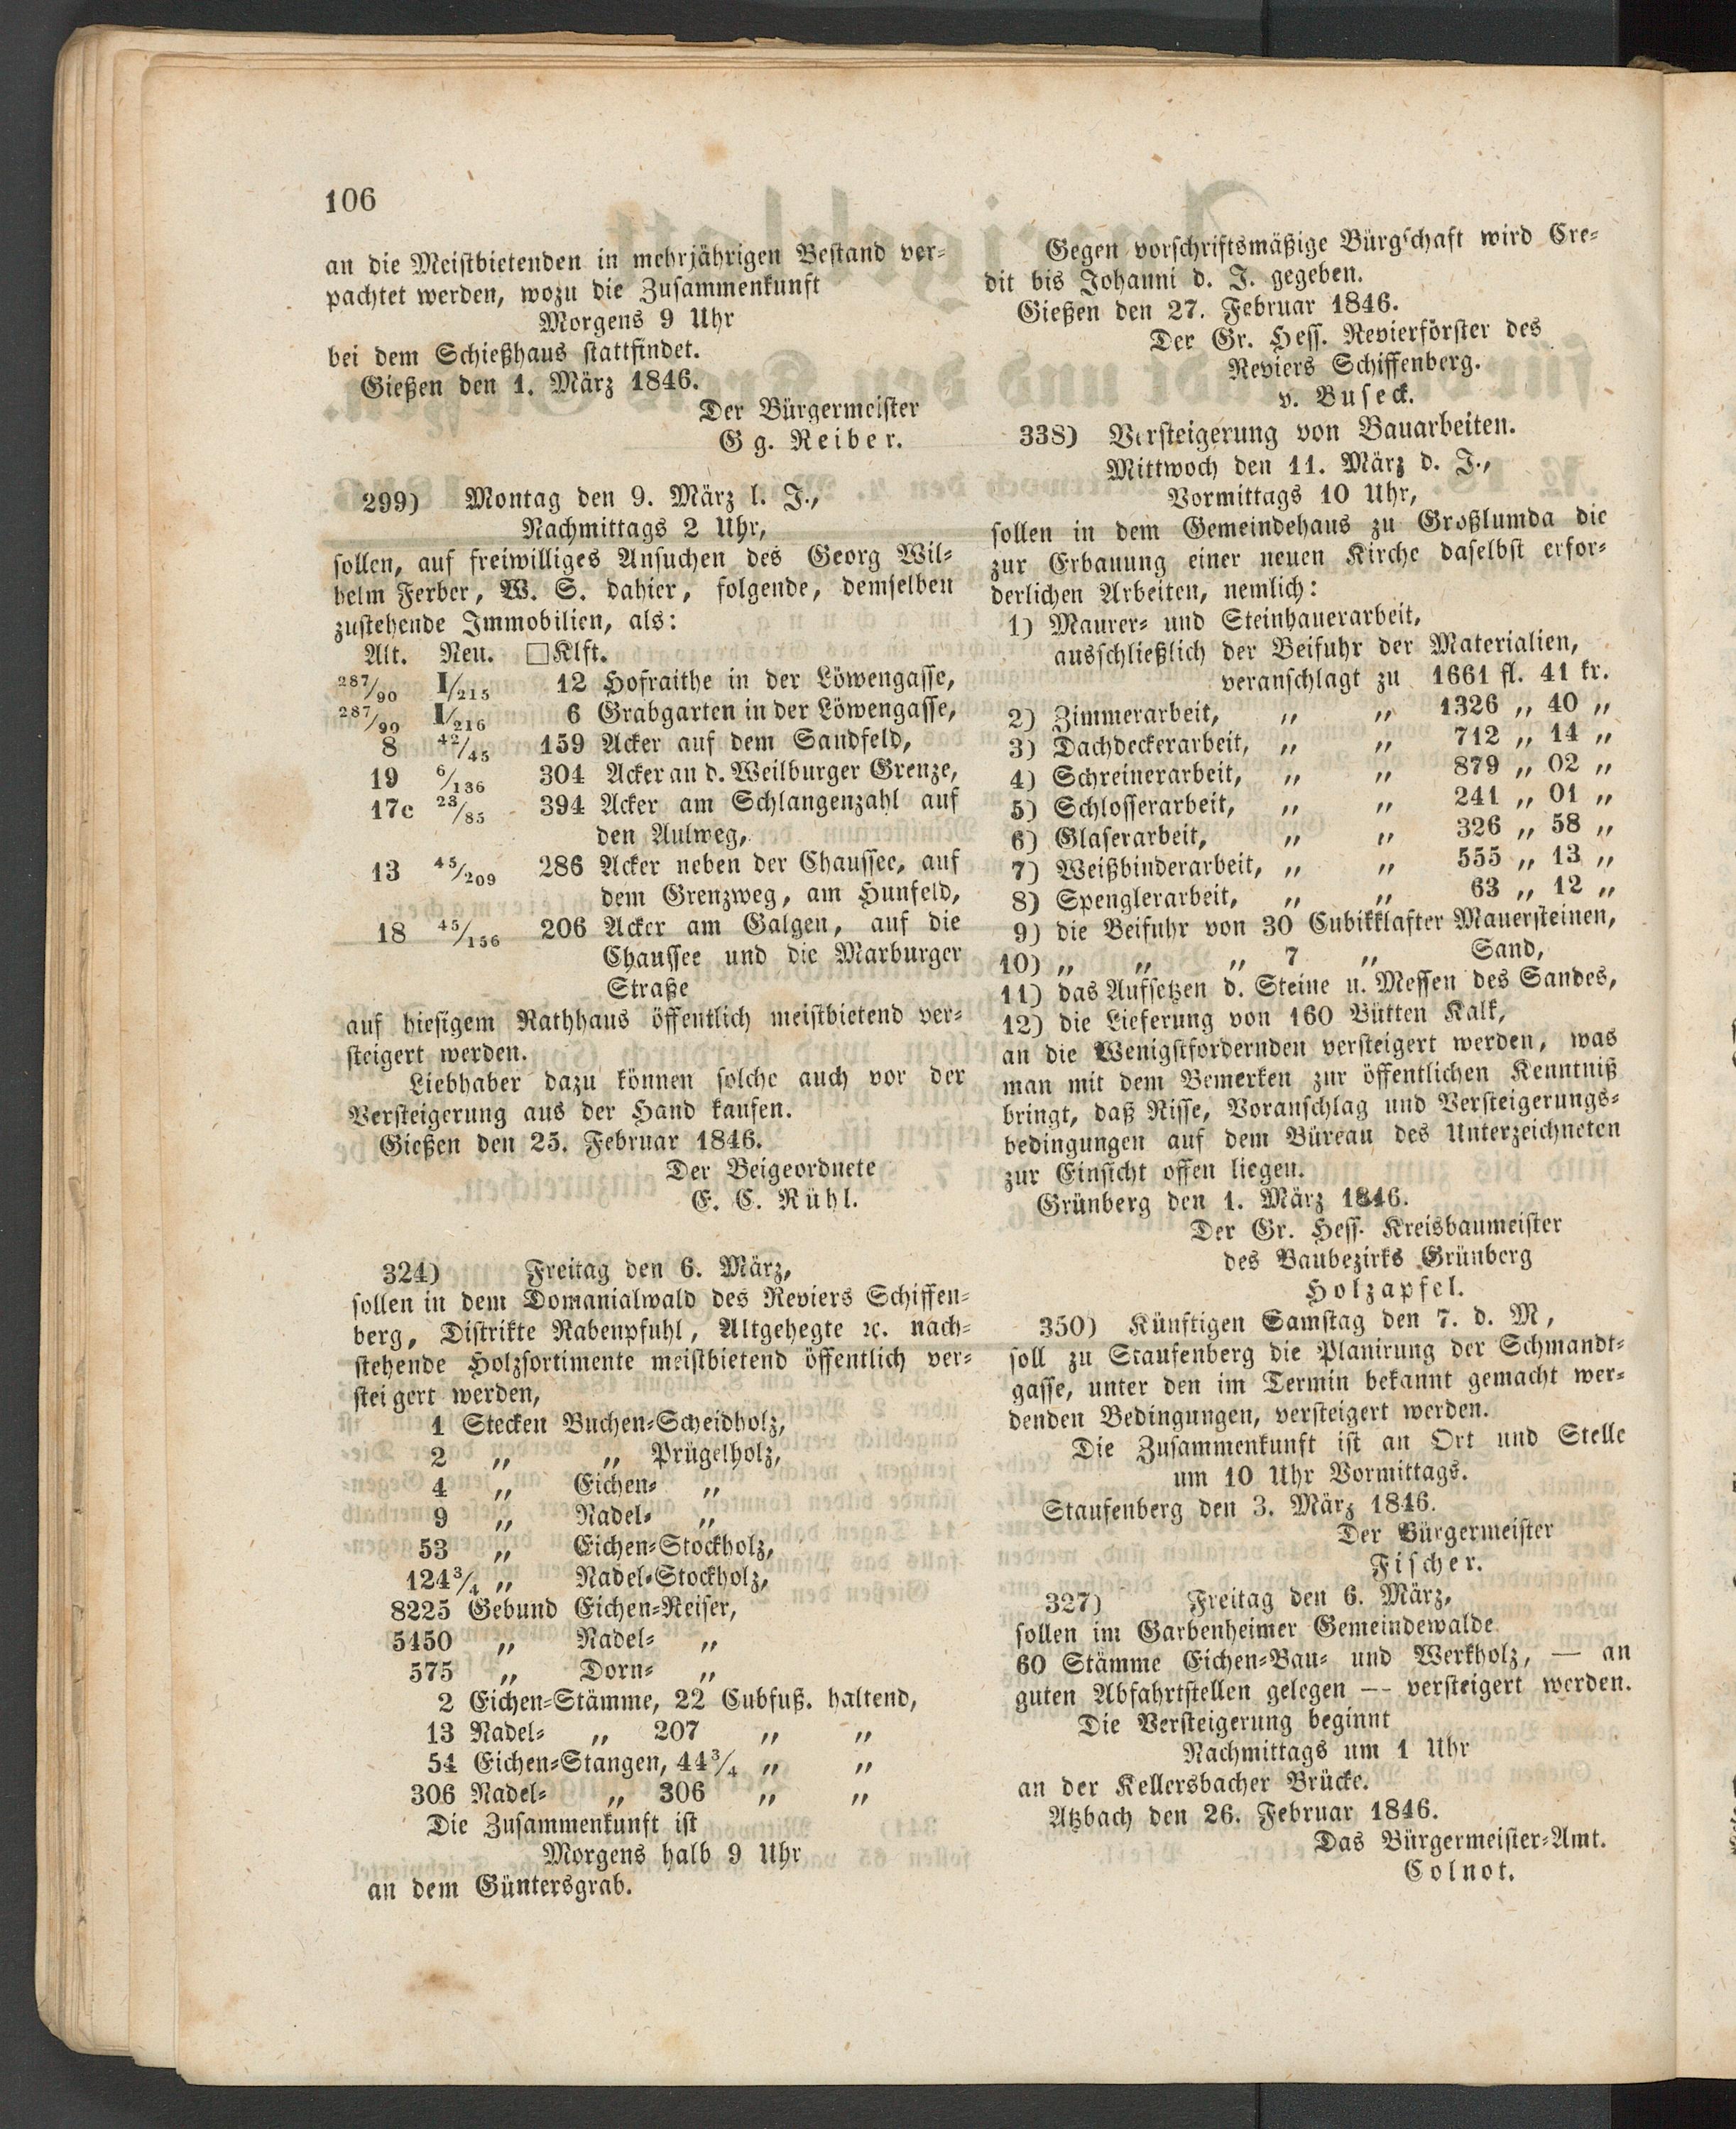 106
an die Meistbietenden in mehrjährigen Bestand ver-
pachtet werden, wozu die Zusammenkunft
Morgens 9 Uhr
bei dem Schießhaus stattfindet.
Gießen den 1. März 1846.
Der Bürgermeister
Gg. Reiber.
299) Montag den 9. März l. J.,
Nachmittags 2 Uhr,
sollen, auf freiwilliges Ansuchen des Georg Wil-
helm Ferber, W. S. dahier, folgende, demselben
zustehende Immobilien, als:
Alt. Neu. □Klft.
287/90 I/215 12 Hofraithe in der Löwengasse,
287/90 I/216 6 Grabgarten in der Löwengasse,
8 42/45 159 Acker auf dem Sandfeld,
19 6/136 304 Acker an d. Weilburger Grenze,
17c 23/85 394 Acker am Schlangenzahl auf
den Aulweg,
13 45/209 286 Acker neben der Chaussee, auf
dem Grenzweg, am Hunfeld,
18 45/156 206 Acker am Galgen, auf die
Chaussee und die Marburger
Straße
auf hiesigem Rathhaus öffentlich meistbietend ver-
steigert werden.
Liebhaber dazu können solche auch vor der
Versteigerung aus der Hand kaufen.
Gießen den 25. Februar 1846.
Der Beigeordnete
E. C. Rühl.
324) Freitag den 6. März,
sollen in dem Domanialwald des Reviers Schiffen-
berg, Distrikte Rabenpfuhl, Altgehegte ꝛc. nach-
stehende Holzsortimente meistbietend öffentlich ver-
steigert werden,
1 Stecken Buchen-Scheidholz,
2 „ „ Prügelholz,
4 „ Eichen- „
9 „ Nadel- „
53 „ Eichen-Stockholz,
124 3/4 „ Nadel-Stockholz,
8225 Gebund Eichen-Reiser,
5150 „ Nadel- „
575 „ Dorn- „
2 Eichen-Stämme, 22 Cubfuß. haltend,
13 Nadel- „ 207 „ „
54 Eichen-Stangen, 44 3/4 „ „
306 Nadel- „ 306 „ „
Die Zusammenkunft ist
Morgens halb 9 Uhr
an dem Güntersgrab.
Gegen vorschriftsmäßige Bürgschaft wird Cre-
dit bis Johanni d. J. gegeben.
Gießen den 27. Februar 1846.
Der Gr. Hess. Revierförster des
Reviers Schiffenberg.
v. Buseck.
338) Versteigerung von Bauarbeiten.
Mittwoch den 11. März d. J.,
Vormittags 10 Uhr,
sollen in dem Gemeindehaus zu Großlumda die
zur Erbauung einer neuen Kirche daselbst erfor-
derlichen Arbeiten, nemlich:
1) Maurer- und Steinhauerarbeit,
ausschließlich der Beifuhr der Materialien,
veranschlagt zu 1661 fl. 41 kr.
2) Zimmerarbeit, „ „ 1326 „ 40 „
3) Dachdeckerarbeit, „ „ 712 „ 14 „
4) Schreinerarbeit, „ „ 879 „ 02 „
5) Schlosserarbeit, „ „ 241 „ 01 „
6) Glaserarbeit, „ „ 326 „ 58 „
7) Weißbinderarbeit, „ „ 555 „ 13 „
8) Spenglerarbeit, „ „ 63 „ 12 „
9) die Beifuhr von 30 Cubikklafter Mauersteinen,
10) „ „ „ 7 „ Sand,
11) das Aufsetzen d. Steine u. Messen des Sandes,
12) die Lieferung von 160 Bütten Kalk,
an die Wenigstfordernden versteigert werden, was
man mit dem Bemerken zur öffentlichen Kenntniß
bringt, daß Risse, Voranschlag und Versteigerungs-
bedingungen auf dem Büreau des Unterzeichneten
zur Einsicht offen liegen.
Grünberg den 1. März 1846.
Der Gr. Hess. Kreisbaumeister
des Baubezirks Grünberg
Holzapfel.
350) Künftigen Samstag den 7. d. M,
soll zu Staufenberg die Planirung der Schmandt-
gasse, unter den im Termin bekannt gemacht wer-
denden Bedingungen, versteigert werden.
Die Zusammenkunft ist an Ort und Stelle
um 10 Uhr Vormittags.
Staufenberg den 3. März 1846.
Der Bürgermeister
Fischer.
327) Freitag den 6. März,
sollen im Garbenheimer Gemeindewalde
60 Stämme Eichen-Bau- und Werkholz, — an
guten Abfahrtstellen gelegen — versteigert werden.
Die Versteigerung beginnt
Nachmittags um 1 Uhr
an der Kellersbacher Brücke.
Atzbach den 26. Februar 1846.
Das Bürgermeister-Amt.
Colnot.